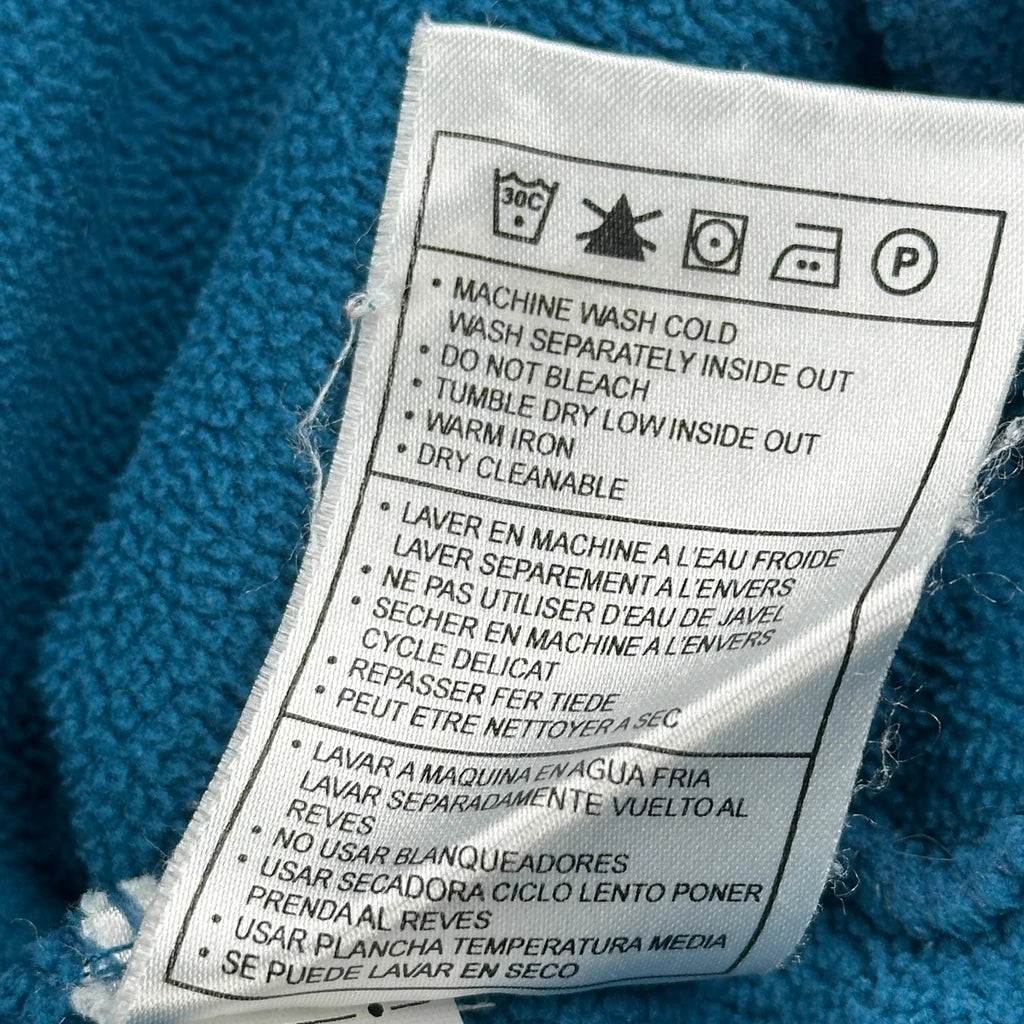 30C
P
• MACHINE WASH COLD
WASH SEPARATELY INSIDE OUT
• DO NOT BLEACH
• TUMBLE DRY LOW INSIDE OUT
• WARM IRON
• DRY CLEANABLE
• LAVER EN MACHINE A L'EAU FROIDE
LAVER SEPAREMENT A L'ENVERS
• NE PAS UTILISER D'EAU DE JAVEL
• SECHER EN MACHINE A L'ENVERS
CYCLE DELICAT
• REPASSER FER TIEDE
• PEUT ETRE NETTOYER A SEC
• LAVAR A MAQUINA EN AGUA FRIA
LAVAR SEPARADAMENTE VUELTO AL
REVES
• NO USAR BLANQUEADORES
• USAR SECADORA CICLO LENTO PONER
PRENDA AL REVES
• USAR PLANCHA TEMPERATURA MEDIA
• SE PUEDE LAVAR EN SECO